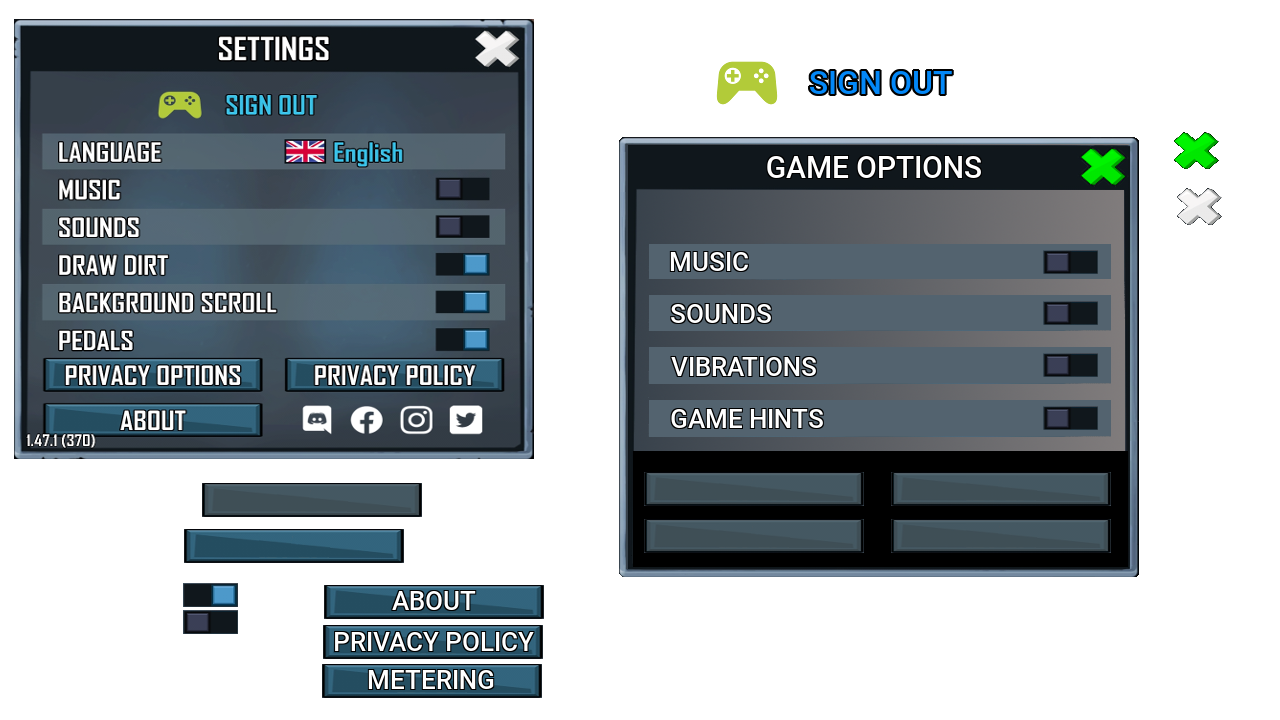 SETTINGS
SIGN OUT
LANGUAGE English
MUSIC
SOUNDS
DRAW DIRT
BACKGROUND SCROLL
PEDALS
PRIVACY OPTIONS PRIVACY POLICY
ABOUT
1.47.1 (370)
SIGN OUT
GAME OPTIONS
MUSIC
SOUNDS
VIBRATIONS
GAME HINTS
ABOUT
PRIVACY POLICY
METERING